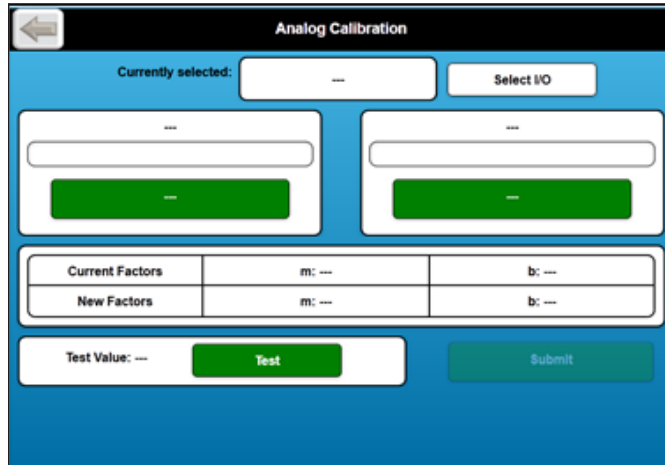 Analog Calibration
Currently selected: --- Select I/O
--- ---
--- ---
Current Factors m: --- b: ---
New Factors m: --- b: ---
Test Value: --- Test Submit